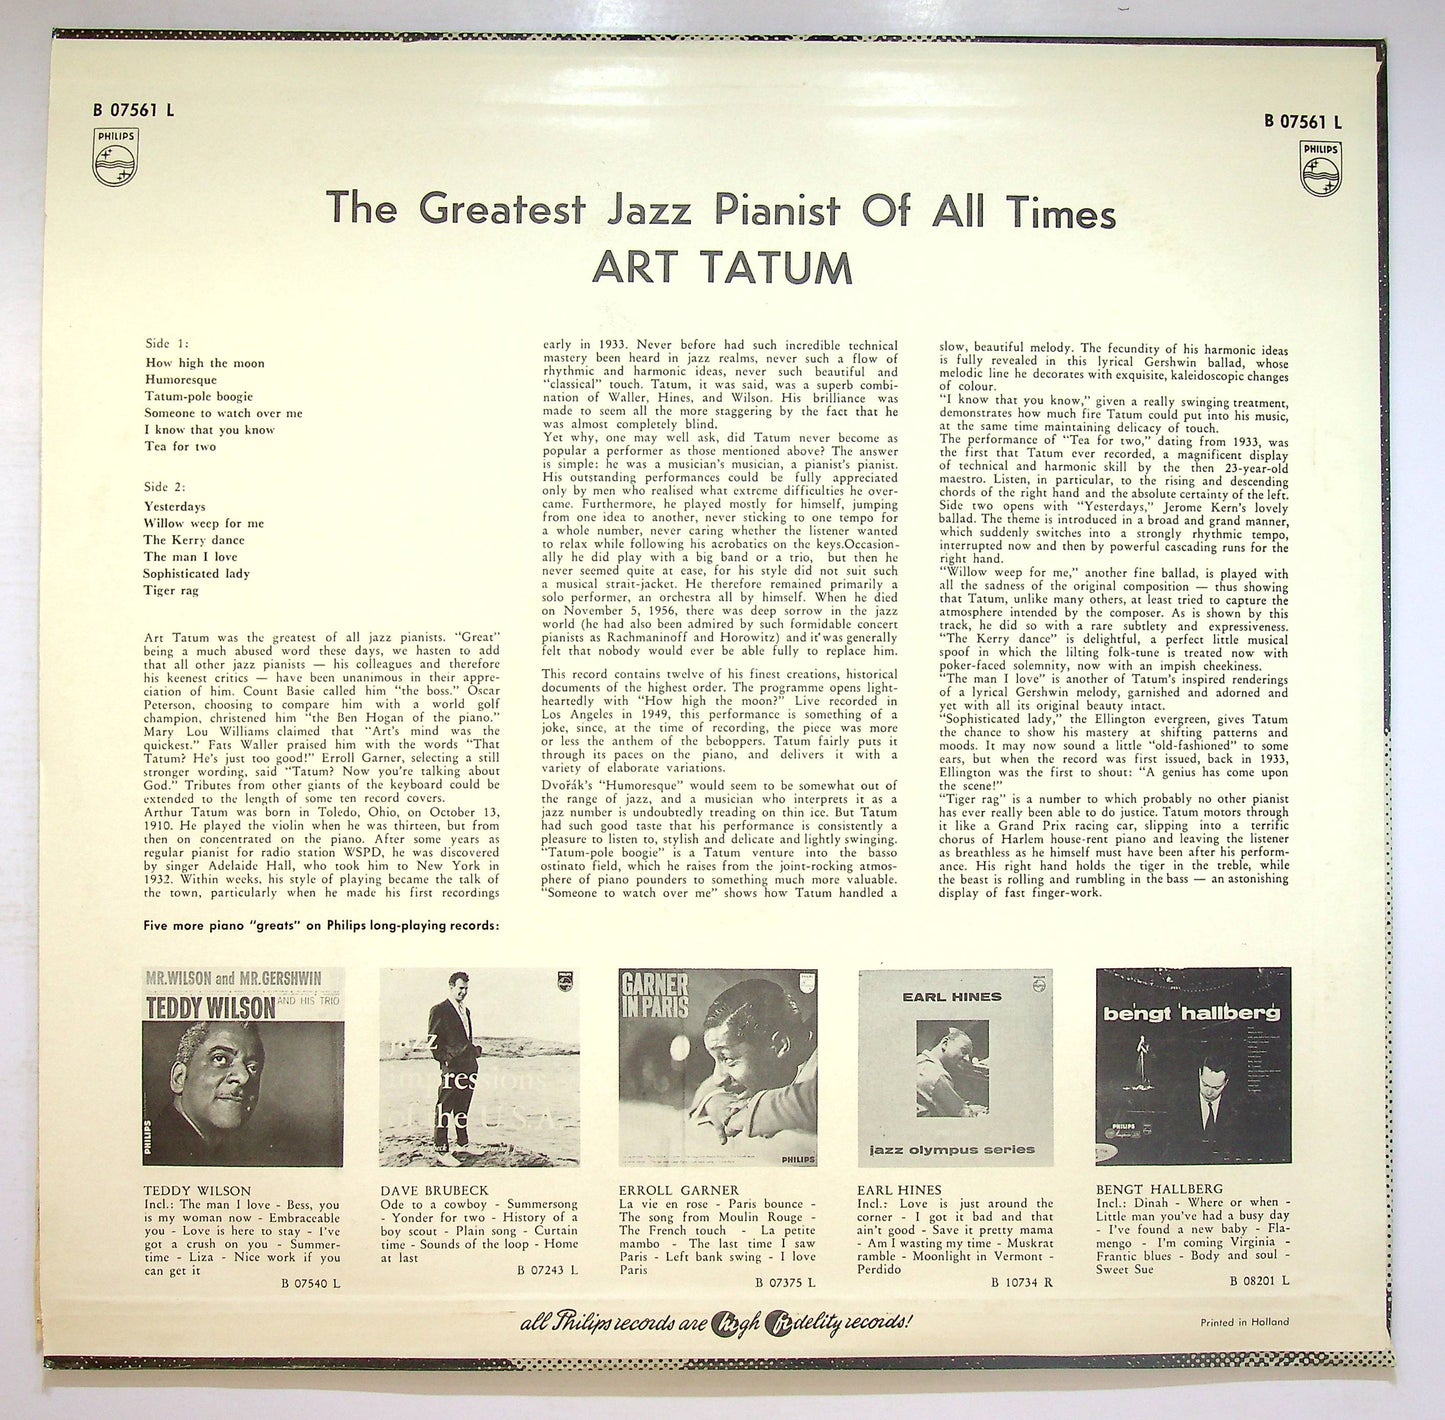 B 07561 L
PHILIPS
B 07561 L
PHILIPS
The Greatest Jazz Pianist Of All Times
ART TATUM
Side 1:
How high the moon
Humoresque
Tatum-pole boogie
Someone to watch over me
I know that you know
Tea for two
Side 2:
Yesterdays
Willow weep for me
The Kerry dance
The man I love
Sophisticated lady
Tiger rag
Art Tatum was the greatest of all jazz pianists. “Great”
being a much abused word these days, we hasten to add
that all other jazz pianists — his colleagues and therefore
his keenest critics — have been unanimous in their appre-
ciation of him. Count Basie called him “the boss.” Oscar
Peterson, choosing to compare him with a world golf
champion, christened him “the Ben Hogan of the piano.”
Mary Lou Williams claimed that “Art's mind was the
quickest.” Fats Waller praised him with the words “That
Tatum? He's just too good!” Erroll Garner, selecting a still
stronger wording, said “Tatum? Now you're talking about
God.” Tributes from other giants of the keyboard could be
extended to the length of some ten record covers.
Arthur Tatum was born in Toledo, Ohio, on October 13,
1910. He played the violin when he was thirteen, but from
then on concentrated on the piano. After some years as
regular pianist for radio station WSPD, he was discovered
by singer Adelaide Hall, who took him to New York in
1932. Within weeks, his style of playing became the talk of
the town, particularly when he made his first recordings
early in 1933. Never before had such incredible technical
mastery been heard in jazz realms, never such a flow of
rhythmic and harmonic ideas, never such beautiful and
“classical” touch. Tatum, it was said, was a superb combi-
nation of Waller, Hines, and Wilson. His brilliance was
made to seem all the more staggering by the fact that he
was almost completely blind.
Yet why, one may well ask, did Tatum never become as
popular a performer as those mentioned above? The answer
is simple: he was a musician's musician, a pianist's pianist.
His outstanding performances could be fully appreciated
only by men who realised what extreme difficulties he over-
came. Furthermore, he played mostly for himself, jumping
from one idea to another, never sticking to one tempo for
a whole number, never caring whether the listener wanted
to relax while following his acrobatics on the keys.Occasion-
ally he did play with a big band or a trio, but then he
never seemed quite at ease, for his style did not suit such
a musical strait-jacket. He therefore remained primarily a
solo performer, an orchestra all by himself. When he died
on November 5, 1956, there was deep sorrow in the jazz
world (he had also been admired by such formidable concert
pianists as Rachmaninoff and Horowitz) and it was generally
felt that nobody would ever be able fully to replace him.
This record contains twelve of his finest creations, historical
documents of the highest order. The programme opens light-
heartedly with “How high the moon?” Live recorded in
Los Angeles in 1949, this performance is something of a
joke, since, at the time of recording, the piece was more
or less the anthem of the beboppers. Tatum fairly puts it
through its paces on the piano, and delivers it with a
variety of elaborate variations.
Dvořák's “Humoresque” would seem to be somewhat out of
the range of jazz, and a musician who interprets it as a
jazz number is undoubtedly treading on thin ice. But Tatum
had such good taste that his performance is consistently a
pleasure to listen to, stylish and delicate and lightly swinging.
“Tatum-pole boogie” is a Tatum venture into the basso
ostinato field, which he raises from the joint-rocking atmos-
phere of piano pounders to something much more valuable.
“Someone to watch over me” shows how Tatum handled a
slow, beautiful melody. The fecundity of his harmonic ideas
is fully revealed in this lyrical Gershwin ballad, whose
melodic line he decorates with exquisite, kaleidoscopic changes
of colour.
“I know that you know,” given a really swinging treatment,
demonstrates how much fire Tatum could put into his music,
at the same time maintaining delicacy of touch.
The performance of “Tea for two,” dating from 1933, was
the first that Tatum ever recorded, a magnificent display
of technical and harmonic skill by the then 23-year-old
maestro. Listen, in particular, to the rising and descending
chords of the right hand and the absolute certainty of the left.
Side two opens with “Yesterdays,” Jerome Kern's lovely
ballad. The theme is introduced in a broad and grand manner,
which suddenly switches into a strongly rhythmic tempo,
interrupted now and then by powerful cascading runs for the
right hand.
“Willow weep for me,” another fine ballad, is played with
all the sadness of the original composition — thus showing
that Tatum, unlike many others, at least tried to capture the
atmosphere intended by the composer. As is shown by this
track, he did so with a rare subtlety and expressiveness.
“The Kerry dance” is delightful, a perfect little musical
spoof in which the lilting folk-tune is treated now with
poker-faced solemnity, now with an impish cheekiness.
“The man I love” is another of Tatum's inspired renderings
of a lyrical Gershwin melody, garnished and adorned and
yet with all its original beauty intact.
“Sophisticated lady,” the Ellington evergreen, gives Tatum
the chance to show his mastery at shifting patterns and
moods. It may now sound a little “old-fashioned” to some
ears, but when the record was first issued, back in 1933,
Ellington was the first to shout: “A genius has come upon
the scene!”
“Tiger rag” is a number to which probably no other pianist
has ever really been able to do justice. Tatum motors through
it like a Grand Prix racing car, slipping into a terrific
chorus of Harlem house-rent piano and leaving the listener
as breathless as he himself must have been after his perform-
ance. His right hand holds the tiger in the treble, while
the beast is rolling and rumbling in the bass — an astonishing
display of fast finger-work.
Five more piano “greats” on Philips long-playing records:
MR. WILSON and MR. GERSHWIN
TEDDY WILSON AND HIS TRIO
PHILIPS
jazz
impressions
of the U.S.A.
GARNER
IN PARIS
PHILIPS
EARL HINES
jazz olympus series
bengt hallberg
PHILIPS
TEDDY WILSON
Incl.: The man I love - Bess, you
is my woman now - Embraceable
you - Love is here to stay - I've
got a crush on you - Summer-
time - Liza - Nice work if you
can get it
B 07540 L
DAVE BRUBECK
Ode to a cowboy - Summersong
- Yonder for two - History of a
boy scout - Plain song - Curtain
time - Sounds of the loop - Home
at last
B 07243 L
ERROLL GARNER
La vie en rose - Paris bounce -
The song from Moulin Rouge -
The French touch - La petite
mambo - The last time I saw
Paris - Left bank swing - I love
Paris
B 07375 L
EARL HINES
Incl.: Love is just around the
corner - I got it bad and that
ain't good - Save it pretty mama
- Am I wasting my time - Muskrat
ramble - Moonlight in Vermont -
Perdido
B 10734 R
BENGT HALLBERG
Incl.: Dinah - Where or when -
Little man you've had a busy day
- I've found a new baby - Fla-
mengo - I'm coming Virginia -
Frantic blues - Body and soul -
Sweet Sue
B 08201 L
all Philips records are high fidelity records!
Printed in Holland